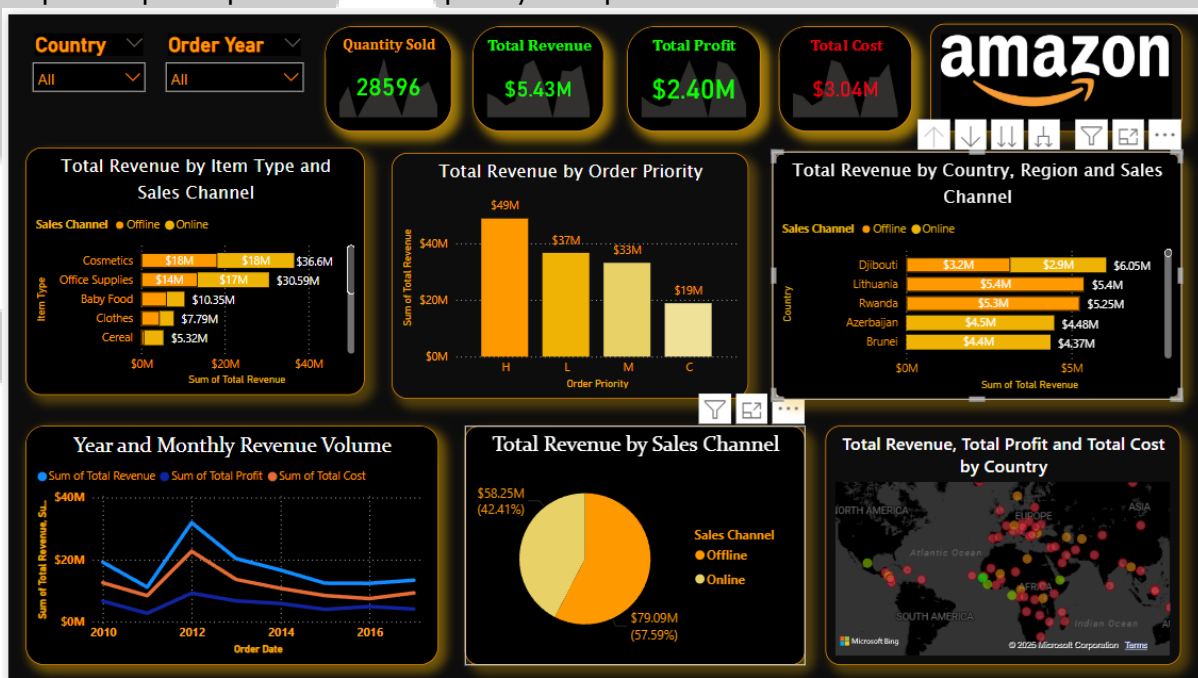 Country
Order Year
All
All
Quantity Sold
28596
Total Revenue
$5.43M
Total Profit
$2.40M
Total Cost
$3.04M
amazon
Total Revenue by Item Type and
Sales Channel
Sales Channel Offline Online
Item Type
Cosmetics $18M $18M $36.6M
Office Supplies $14M $17M $30.59M
Baby Food $10.35M
Clothes $7.79M
Cereal $5.32M
$0M $20M $40M
Sum of Total Revenue
Total Revenue by Order Priority
Sum of Total Revenue
$49M
$37M
$33M
$19M
$40M
$20M
$0M
H L M C
Order Priority
Total Revenue by Country, Region and Sales
Channel
Sales Channel Offline Online
Country
Djibouti $3.2M $2.9M $6.05M
Lithuania $5.4M $5.4M
Rwanda $5.3M $5.25M
Azerbaijan $4.5M $4.48M
Brunei $4.4M $4.37M
$0M $5M
Sum of Total Revenue
Year and Monthly Revenue Volume
Sum of Total Revenue Sum of Total Profit Sum of Total Cost
Sum of Total Revenue, Su...
$40M
$20M
$0M
2010 2012 2014 2016
Order Date
Total Revenue by Sales Channel
$58.25M
(42.41%)
Sales Channel
Offline
Online
$79.09M
(57.59%)
Total Revenue, Total Profit and Total Cost
by Country
NORTH AMERICA
EUROPE
ASIA
Atlantic Ocean
AFRICA
SOUTH AMERICA
Indian Ocean
Microsoft Bing
© 2025 Microsoft Corporation Terms